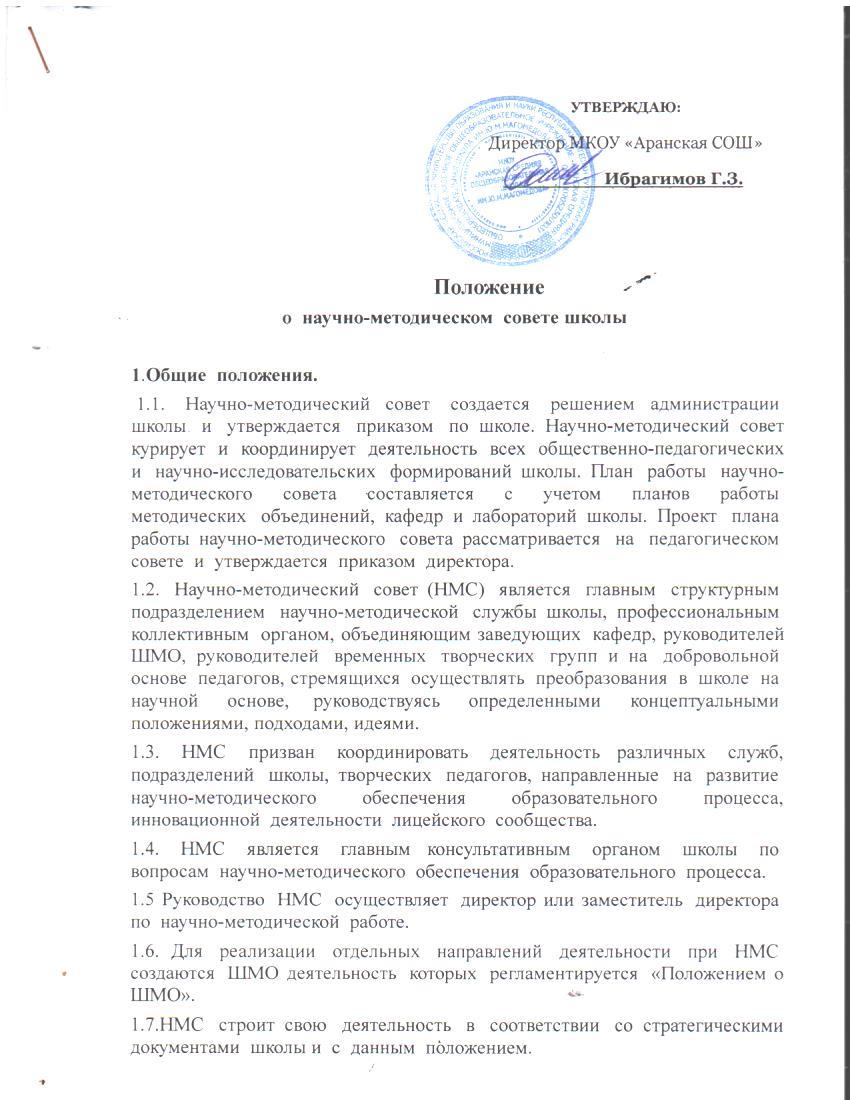 УТВЕРЖДАЮ:
Директор МКОУ «Аранская СОШ»
Ибрагимов Г.З.
Положение
о научно-методическом совете школы
1.Общие положения.
1.1. Научно-методический совет создается решением администрации
школы и утверждается приказом по школе. Научно-методический совет
курирует и координирует деятельность всех общественно-педагогических
и научно-исследовательских формирований школы. План работы научно-
методического совета составляется с учетом планов работы
методических объединений, кафедр и лабораторий школы. Проект плана
работы научно-методического совета рассматривается на педагогическом
совете и утверждается приказом директора.
1.2. Научно-методический совет (НМС) является главным структурным
подразделением научно-методической службы школы, профессиональным
коллективным органом, объединяющим заведующих кафедр, руководителей
ШМО, руководителей временных творческих групп и на добровольной
основе педагогов, стремящихся осуществлять преобразования в школе на
научной основе, руководствуясь определенными концептуальными
положениями, подходами, идеями.
1.3. НМС призван координировать деятельность различных служб,
подразделений школы, творческих педагогов, направленные на развитие
научно-методического обеспечения образовательного процесса,
инновационной деятельности лицейского сообщества.
1.4. НМС является главным консультативным органом школы по
вопросам научно-методического обеспечения образовательного процесса.
1.5 Руководство НМС осуществляет директор или заместитель директора
по научно-методической работе.
1.6. Для реализации отдельных направлений деятельности при НМС
создаются ШМО деятельность которых регламентируется «Положением о
ШМО».
1.7.НМС строит свою деятельность в соответствии со стратегическими
документами школы и с данным положением.